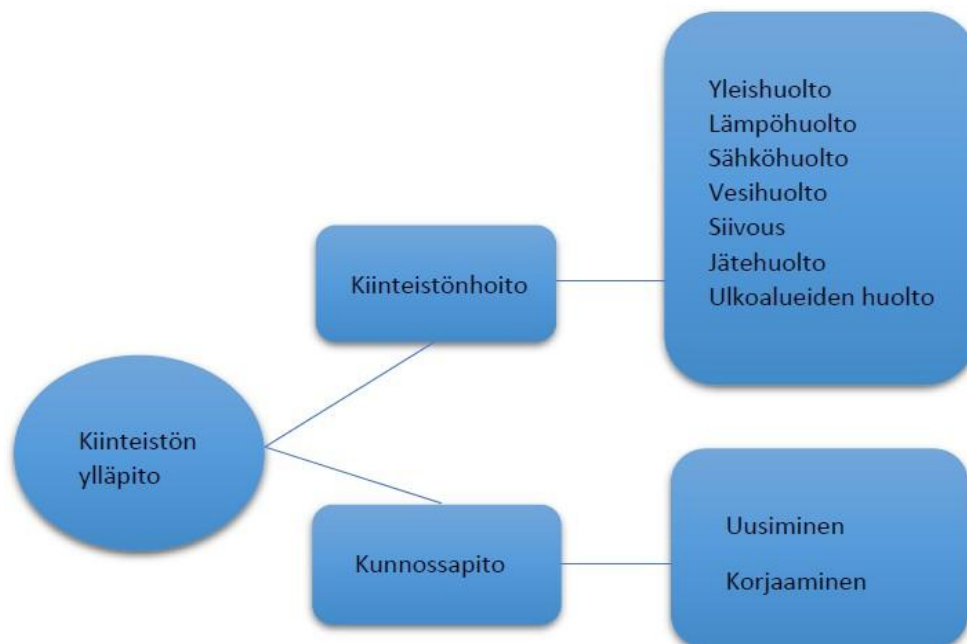 Kiinteistön
ylläpito
Kiinteistönhoito
Yleishuolto
Lämpöhuolto
Sähköhuolto
Vesihuolto
Siivous
Jätehuolto
Ulkoalueiden huolto
Kunnossapito
Uusiminen
Korjaaminen